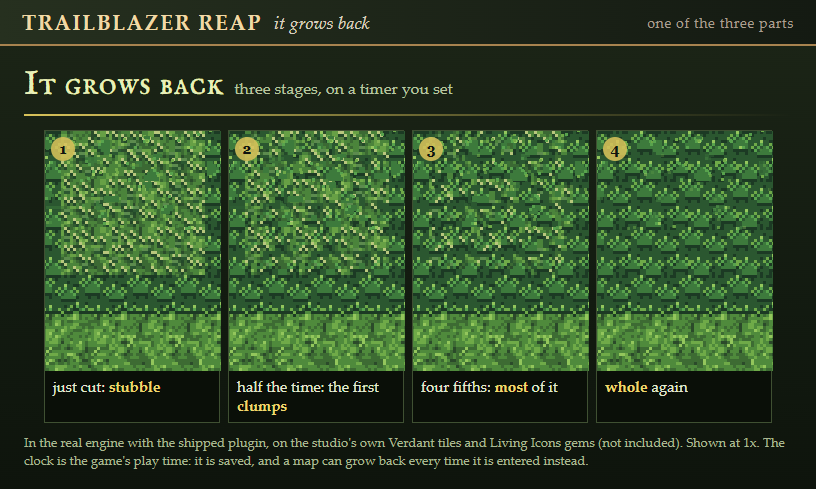 TRAILBLAZER REAP it grows back one of the three parts
It grows back three stages, on a timer you set
1 2 3 4
just cut: stubble
half the time: the first
clumps
four fifths: most of it
whole again
In the real engine with the shipped plugin, on the studio's own Verdant tiles and Living Icons gems (not included). Shown at 1x. The
clock is the game's play time: it is saved, and a map can grow back every time it is entered instead.